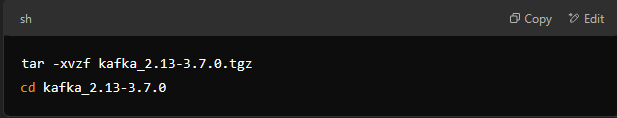 sh
Copy
Edit
tar -xvzf kafka_2.13-3.7.0.tgz
cd kafka_2.13-3.7.0